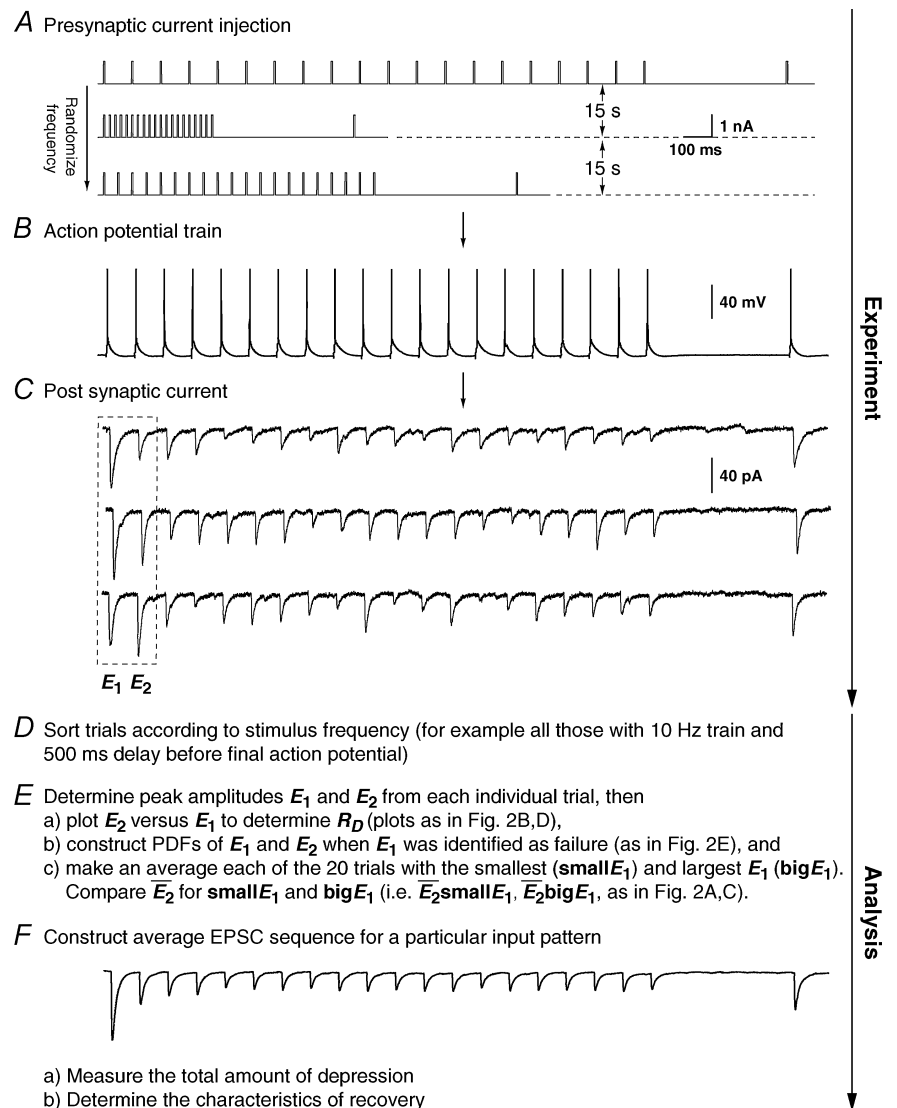 A Presynaptic current injection
Randomize
frequency
15 s
1 nA
100 ms
15 s
B Action potential train
40 mV
Experiment
C Post synaptic current
40 pA
E1 E2
D Sort trials according to stimulus frequency (for example all those with 10 Hz train and
500 ms delay before final action potential)
E Determine peak amplitudes E1 and E2 from each individual trial, then
a) plot E2 versus E1 to determine RD (plots as in Fig. 2B,D),
b) construct PDFs of E1 and E2 when E1 was identified as failure (as in Fig. 2E), and
c) make an average each of the 20 trials with the smallest (smallE1) and largest E1 (bigE1).
Compare E̅2 for smallE1 and bigE1 (i.e. E̅2smallE1, E̅2bigE1, as in Fig. 2A,C).
Analysis
F Construct average EPSC sequence for a particular input pattern
a) Measure the total amount of depression
b) Determine the characteristics of recovery